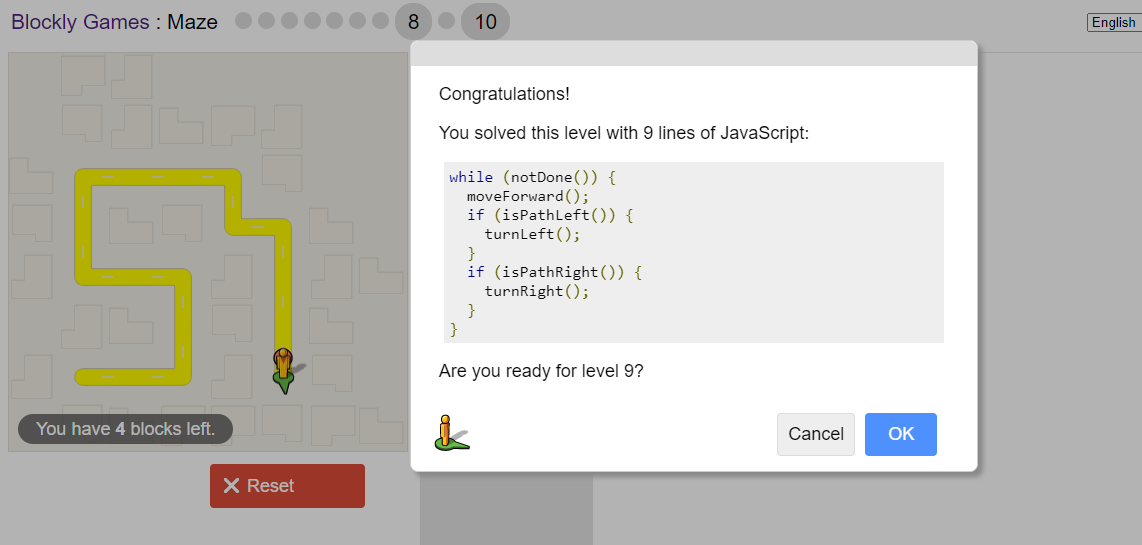 Blockly Games : Maze 8 10 English
Congratulations!
You solved this level with 9 lines of JavaScript:
while (notDone()) {
  moveForward();
  if (isPathLeft()) {
    turnLeft();
  }
  if (isPathRight()) {
    turnRight();
  }
}
Are you ready for level 9?
You have 4 blocks left.
Cancel OK
Reset